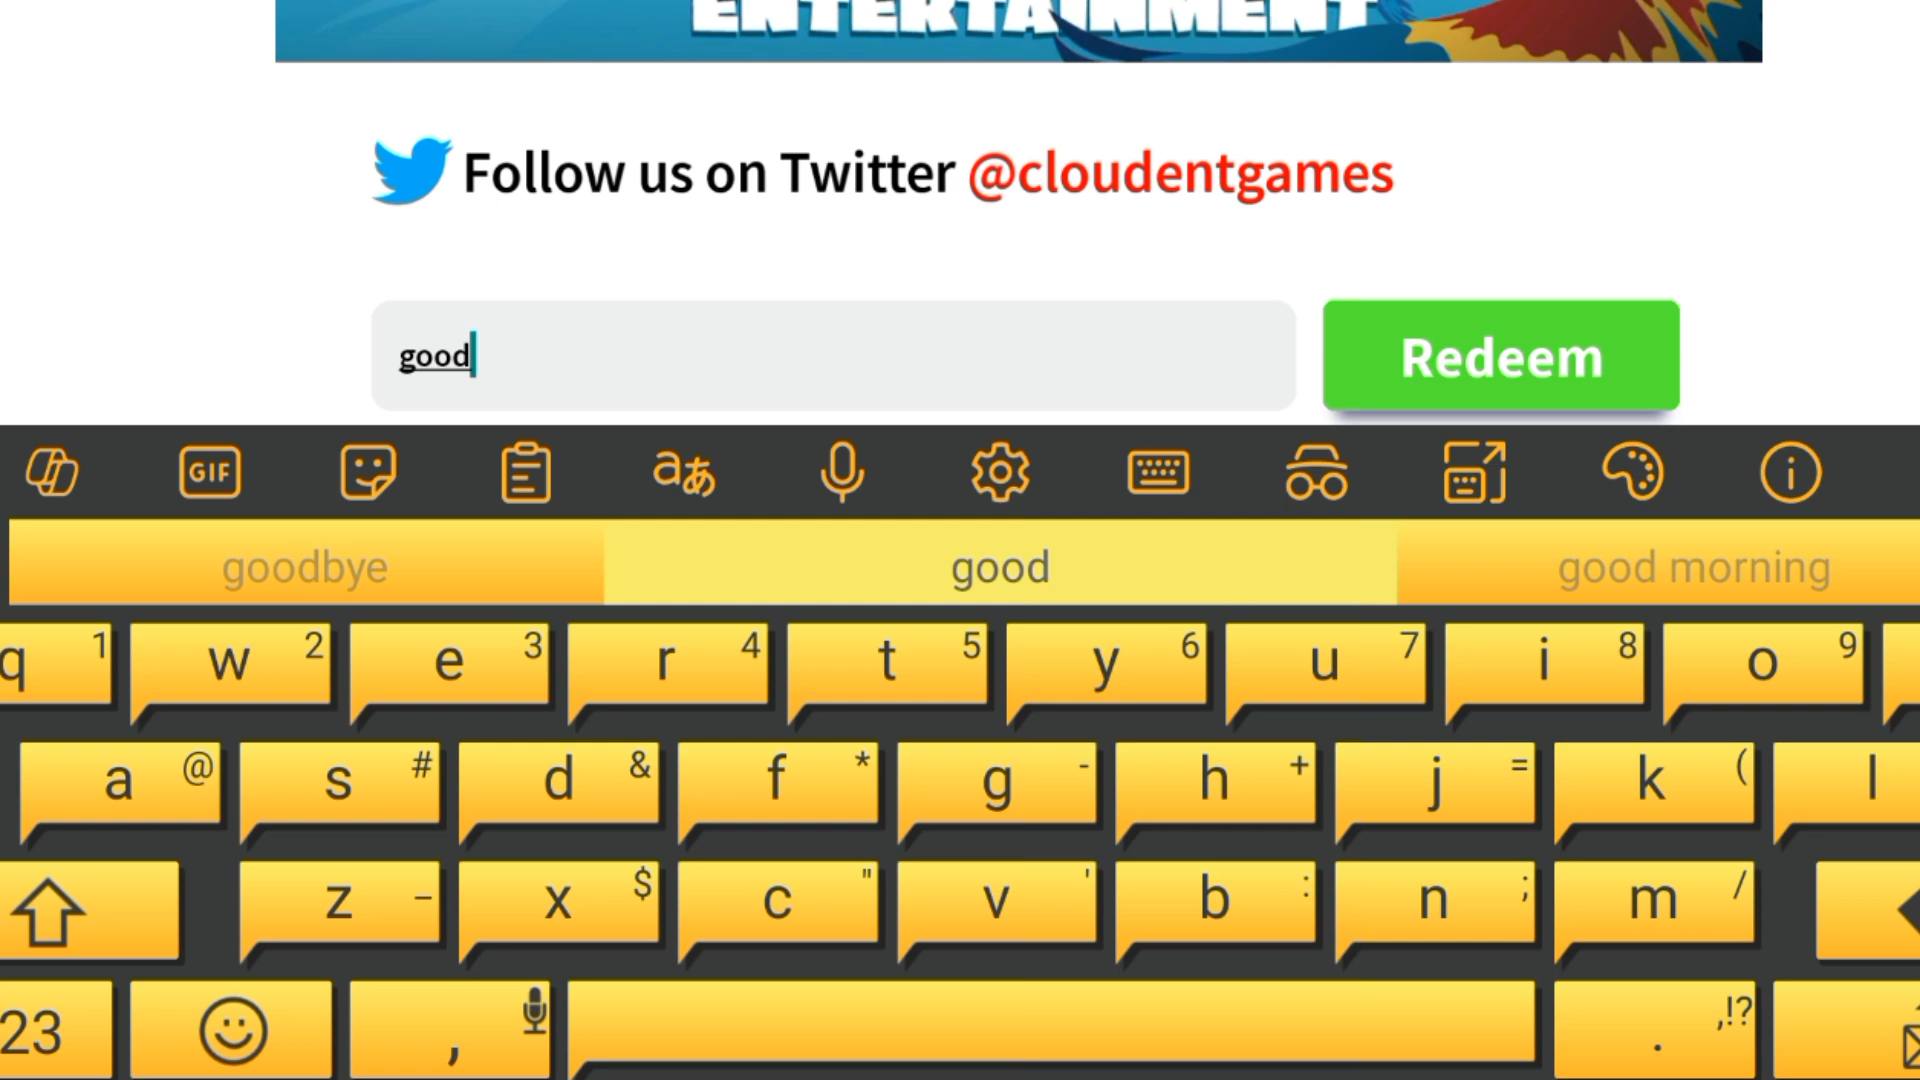 ENTERTAINMENT
Follow us on Twitter @cloudentgames
good
Redeem
GIF
aあ
goodbye good good morning
q 1 w 2 e 3 r 4 t 5 y 6 u 7 i 8 o 9
a @ s # d & f * g - h + j = k ( l
z _ x $ c " v ' b : n ; m /
23 , . ,!?